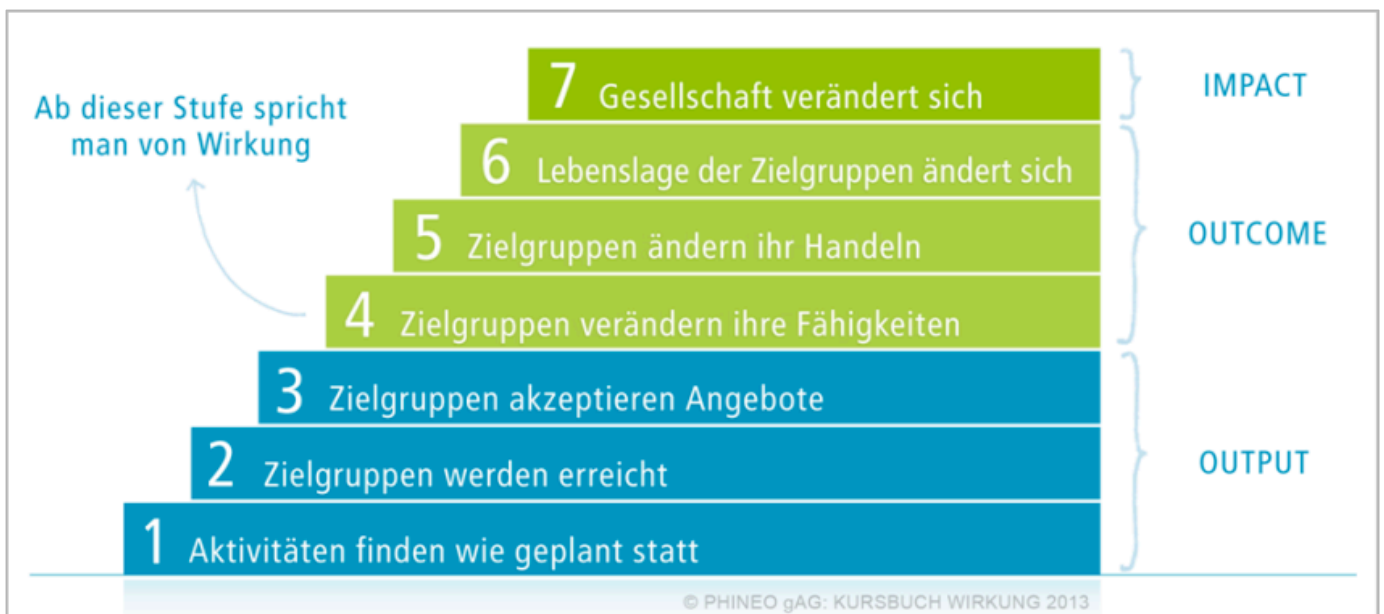 Ab dieser Stufe spricht
man von Wirkung
7 Gesellschaft verändert sich
IMPACT
6 Lebenslage der Zielgruppen ändert sich
5 Zielgruppen ändern ihr Handeln
OUTCOME
4 Zielgruppen verändern ihre Fähigkeiten
3 Zielgruppen akzeptieren Angebote
2 Zielgruppen werden erreicht
OUTPUT
1 Aktivitäten finden wie geplant statt
© PHINEO gAG: KURSBUCH WIRKUNG 2013